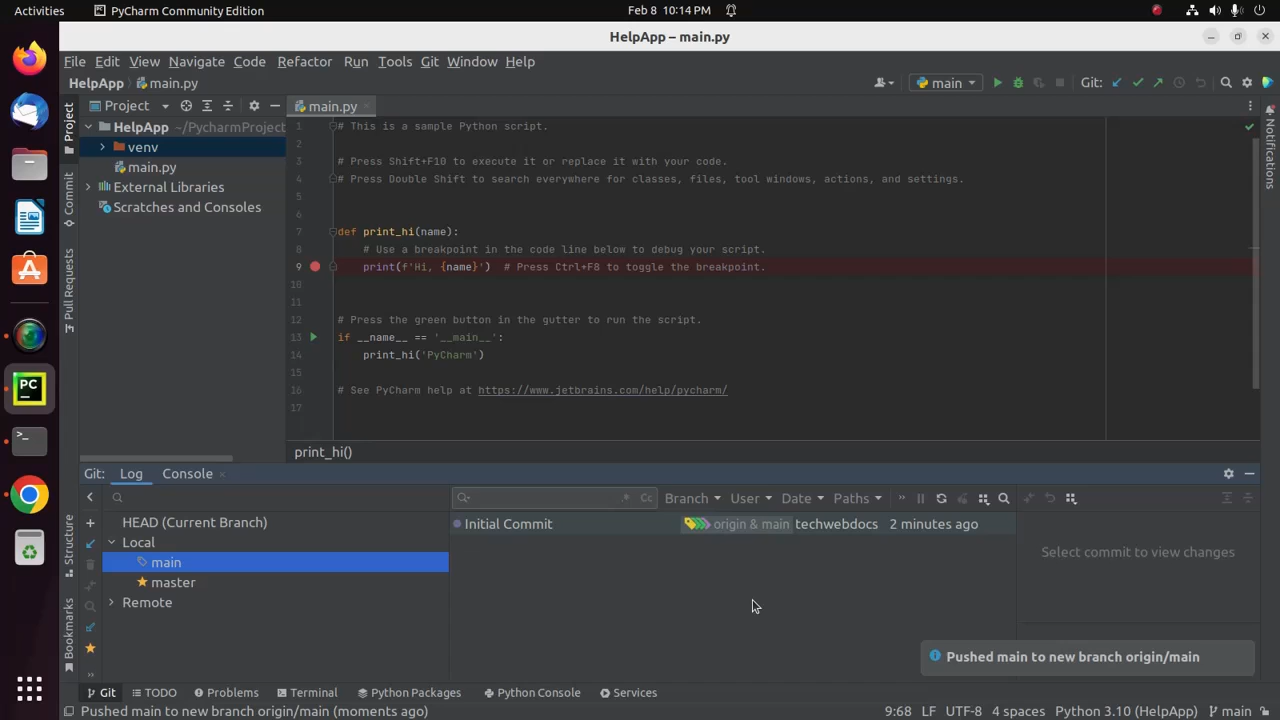 Activities PyCharm Community Edition Feb 8 10:14 PM
HelpApp – main.py
File Edit View Navigate Code Refactor Run Tools Git Window Help
HelpApp main.py main Git:
Project main.py
Project
Commit
Pull Requests
Structure
Bookmarks
Notifications
HelpApp ~/PycharmProject
venv
main.py
External Libraries
Scratches and Consoles
1 # This is a sample Python script.
2
3 # Press Shift+F10 to execute it or replace it with your code.
4 # Press Double Shift to search everywhere for classes, files, tool windows, actions, and settings.
5
6
7 def print_hi(name):
8 # Use a breakpoint in the code line below to debug your script.
9 print(f'Hi, {name}') # Press Ctrl+F8 to toggle the breakpoint.
10
11
12 # Press the green button in the gutter to run the script.
13 if __name__ == '__main__':
14 print_hi('PyCharm')
15
16 # See PyCharm help at https://www.jetbrains.com/help/pycharm/
17
print_hi()
Git: Log Console
Cc Branch User Date Paths
HEAD (Current Branch)
Local
main
master
Remote
Initial Commit origin & main techwebdocs 2 minutes ago
Select commit to view changes
Pushed main to new branch origin/main
Git TODO Problems Terminal Python Packages Python Console Services
Pushed main to new branch origin/main (moments ago) 9:68 LF UTF-8 4 spaces Python 3.10 (HelpApp) main